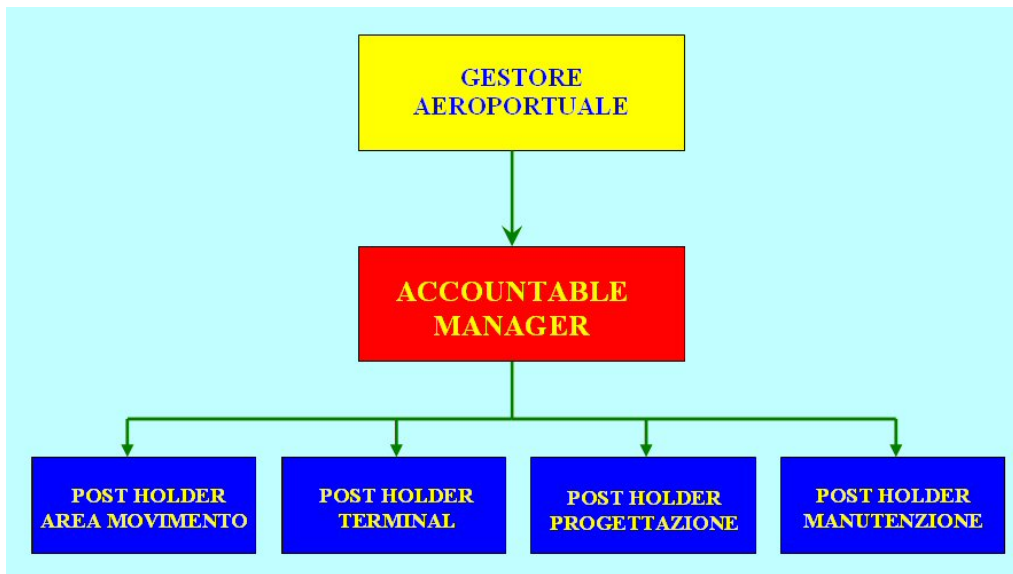 GESTORE
AEROPORTUALE
ACCOUNTABLE
MANAGER
POST HOLDER
AREA MOVIMENTO
POST HOLDER
TERMINAL
POST HOLDER
PROGETTAZIONE
POST HOLDER
MANUTENZIONE